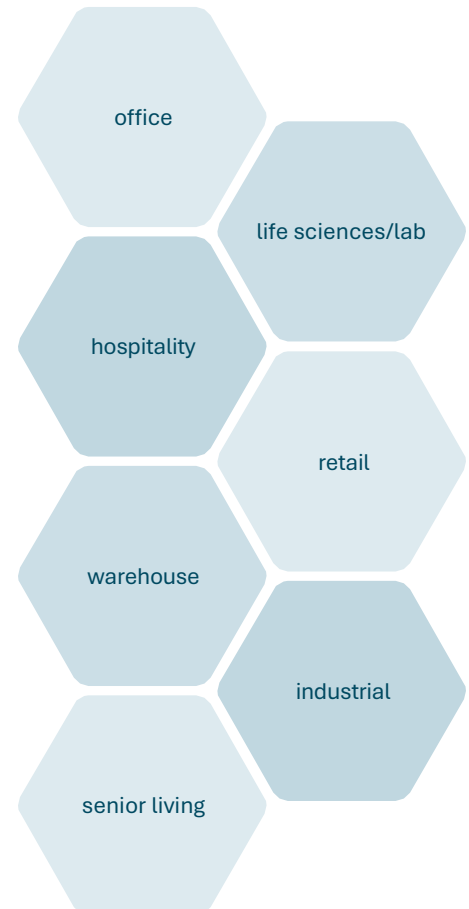 office
life sciences/lab
hospitality
retail
warehouse
industrial
senior living